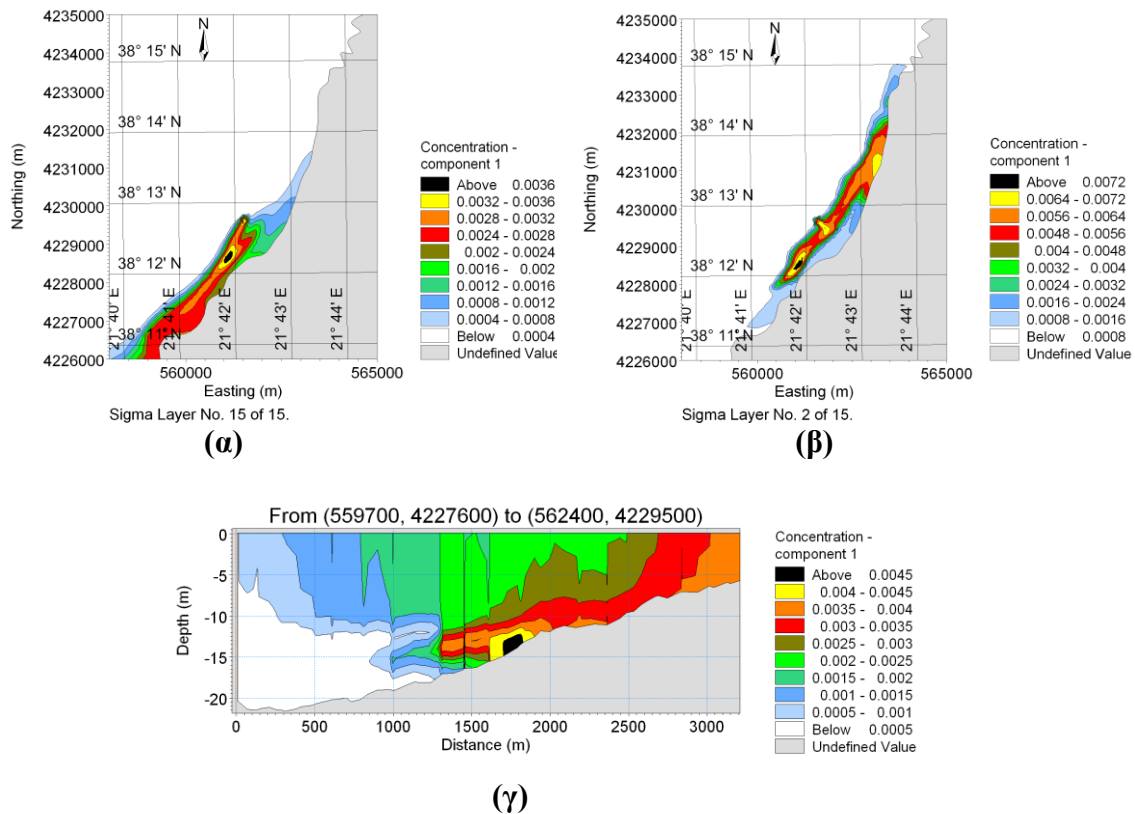 4235000
4234000
4233000
4232000
4231000
4230000
4229000
4228000
4227000
4226000
Northing (m)
N
38° 15' N
38° 14' N
38° 13' N
38° 12' N
38° 11' N
21° 40' E
21° 41' E
21° 42' E
21° 43' E
21° 44' E
560000 565000
Easting (m)
Sigma Layer No. 15 of 15.
Concentration -
component 1
Above 0.0036
0.0032 - 0.0036
0.0028 - 0.0032
0.0024 - 0.0028
0.002 - 0.0024
0.0016 - 0.002
0.0012 - 0.0016
0.0008 - 0.0012
0.0004 - 0.0008
Below 0.0004
Undefined Value
(α)
4235000
4234000
4233000
4232000
4231000
4230000
4229000
4228000
4227000
4226000
Northing (m)
N
38° 15' N
38° 14' N
38° 13' N
38° 12' N
38° 11' N
21° 40' E
21° 41' E
21° 42' E
21° 43' E
21° 44' E
560000 565000
Easting (m)
Sigma Layer No. 2 of 15.
Concentration -
component 1
Above 0.0072
0.0064 - 0.0072
0.0056 - 0.0064
0.0048 - 0.0056
0.004 - 0.0048
0.0032 - 0.004
0.0024 - 0.0032
0.0016 - 0.0024
0.0008 - 0.0016
Below 0.0008
Undefined Value
(β)
From (559700, 4227600) to (562400, 4229500)
0
-5
-10
-15
-20
Depth (m)
0 500 1000 1500 2000 2500 3000
Distance (m)
Concentration -
component 1
Above 0.0045
0.004 - 0.0045
0.0035 - 0.004
0.003 - 0.0035
0.0025 - 0.003
0.002 - 0.0025
0.0015 - 0.002
0.001 - 0.0015
0.0005 - 0.001
Below 0.0005
Undefined Value
(γ)